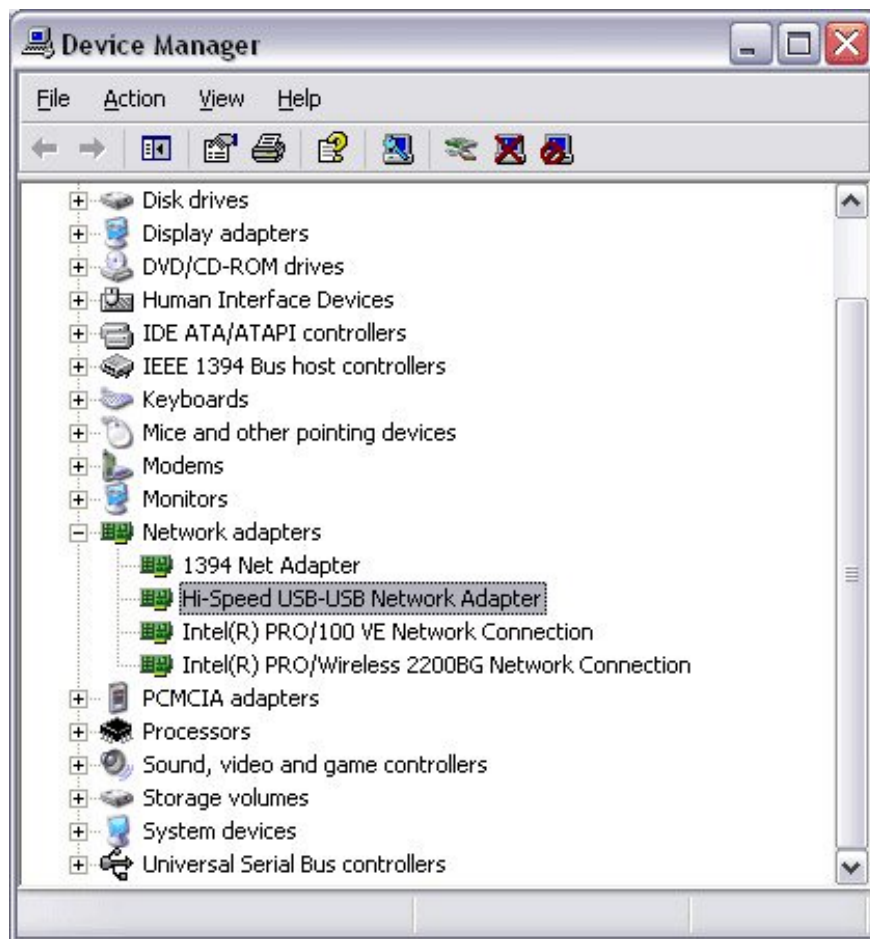 Device Manager
File Action View Help
Disk drives
Display adapters
DVD/CD-ROM drives
Human Interface Devices
IDE ATA/ATAPI controllers
IEEE 1394 Bus host controllers
Keyboards
Mice and other pointing devices
Modems
Monitors
Network adapters
1394 Net Adapter
Hi-Speed USB-USB Network Adapter
Intel(R) PRO/100 VE Network Connection
Intel(R) PRO/Wireless 2200BG Network Connection
PCMCIA adapters
Processors
Sound, video and game controllers
Storage volumes
System devices
Universal Serial Bus controllers